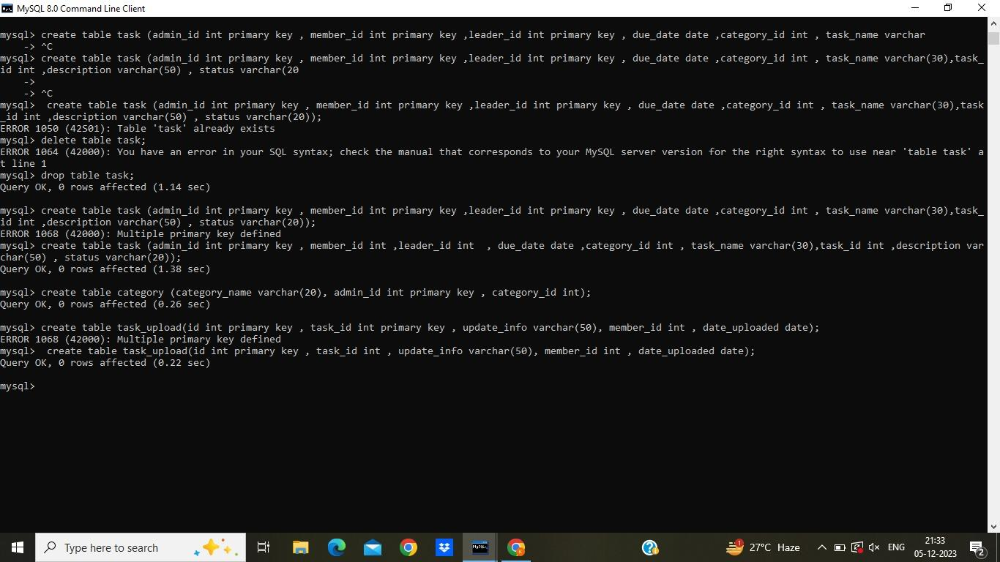 MySQL 8.0 Command Line Client
mysql> create table task (admin_id int primary key , member_id int primary key ,leader_id int primary key , due_date date ,category_id int , task_name varchar
    -> ^C
mysql> create table task (admin_id int primary key , member_id int primary key ,leader_id int primary key , due_date date ,category_id int , task_name varchar(30),task_
id int ,description varchar(50) , status varchar(20
    ->
    -> ^C
mysql>  create table task (admin_id int primary key , member_id int primary key ,leader_id int primary key , due_date date ,category_id int , task_name varchar(30),task
_id int ,description varchar(50) , status varchar(20));
ERROR 1050 (42S01): Table 'task' already exists
mysql> delete table task;
ERROR 1064 (42000): You have an error in your SQL syntax; check the manual that corresponds to your MySQL server version for the right syntax to use near 'table task' a
t line 1
mysql> drop table task;
Query OK, 0 rows affected (1.14 sec)
mysql> create table task (admin_id int primary key , member_id int primary key ,leader_id int primary key , due_date date ,category_id int , task_name varchar(30),task_
id int ,description varchar(50) , status varchar(20));
ERROR 1068 (42000): Multiple primary key defined
mysql> create table task (admin_id int primary key , member_id int ,leader_id int  , due_date date ,category_id int , task_name varchar(30),task_id int ,description var
char(50) , status varchar(20));
Query OK, 0 rows affected (1.38 sec)
mysql> create table category (category_name varchar(20), admin_id int primary key , category_id int);
Query OK, 0 rows affected (0.26 sec)
mysql> create table task_upload(id int primary key , task_id int primary key , update_info varchar(50), member_id int , date_uploaded date);
ERROR 1068 (42000): Multiple primary key defined
mysql>  create table task_upload(id int primary key , task_id int , update_info varchar(50), member_id int , date_uploaded date);
Query OK, 0 rows affected (0.22 sec)
mysql>
Type here to search
27°C Haze
ENG
21:33
05-12-2023
2